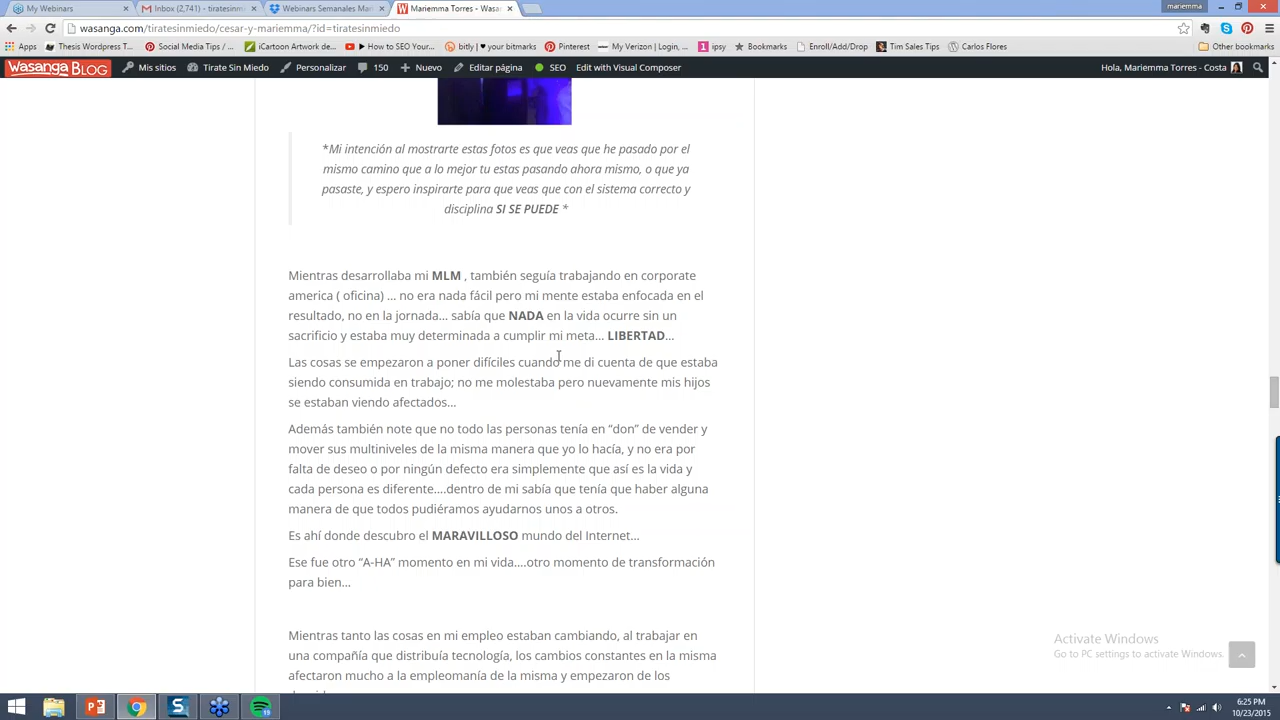 My Webinars
Inbox (2,741) - tiratesinmi
Webinars Semanales Mari
Mariemma Torres - Wasan
mariemma
wasanga.com/tiratesinmiedo/cesar-y-mariemma/?id=tiratesinmiedo
Apps
Thesis Wordpress T...
Social Media Tips / ...
iCartoon Artwork de...
How to SEO Your...
bitly | ♥ your bitmarks
Pinterest
My Verizon | Login, ...
ipsy
Bookmarks
Enroll/Add/Drop
Tim Sales Tips
Carlos Flores
Other bookmarks
WASANGA BLOG
Mis sitios
Tirate Sin Miedo
Personalizar
150
Nuevo
Editar página
SEO
Edit with Visual Composer
Hola, Mariemma Torres - Costa
*Mi intención al mostrarte estas fotos es que veas que he pasado por el
mismo camino que a lo mejor tu estas pasando ahora mismo, o que ya
pasaste, y espero inspirarte para que veas que con el sistema correcto y
disciplina SI SE PUEDE *
Mientras desarrollaba mi MLM , también seguía trabajando en corporate
america ( oficina) ... no era nada fácil pero mi mente estaba enfocada en el
resultado, no en la jornada... sabía que NADA en la vida ocurre sin un
sacrificio y estaba muy determinada a cumplir mi meta... LIBERTAD...
Las cosas se empezaron a poner difíciles cuando me di cuenta de que estaba
siendo consumida en trabajo; no me molestaba pero nuevamente mis hijos
se estaban viendo afectados...
Además también note que no todo las personas tenía en “don” de vender y
mover sus multiniveles de la misma manera que yo lo hacía, y no era por
falta de deseo o por ningún defecto era simplemente que así es la vida y
cada persona es diferente....dentro de mi sabía que tenía que haber alguna
manera de que todos pudiéramos ayudarnos unos a otros.
Es ahí donde descubro el MARAVILLOSO mundo del Internet...
Ese fue otro “A-HA” momento en mi vida....otro momento de transformación
para bien...
Mientras tanto las cosas en mi empleo estaban cambiando, al trabajar en
una compañía que distribuía tecnología, los cambios constantes en la misma
afectaron mucho a la empleomanía de la misma y empezaron de los
Activate Windows
Go to PC settings to activate Windows.
6:25 PM
10/23/2015